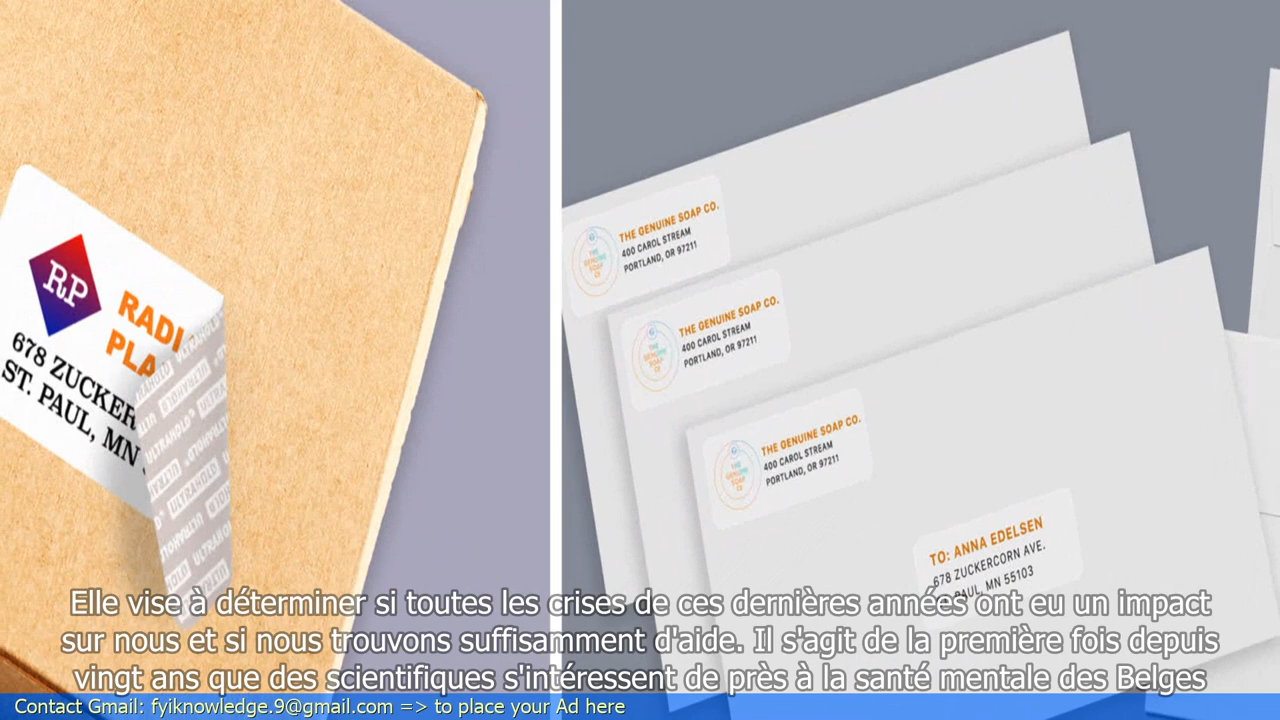 RP
RADI
PLA
678 ZUCKER
ST. PAUL, MN
THE GENUINE SOAP CO.
400 CAROL STREAM
PORTLAND, OR 97211
THE GENUINE SOAP CO.
400 CAROL STREAM
PORTLAND, OR 97211
THE GENUINE SOAP CO.
400 CAROL STREAM
PORTLAND, OR 97211
TO: ANNA EDELSEN
678 ZUCKERCORN AVE.
PAUL, MN 55103
Elle vise à déterminer si toutes les crises de ces dernières années ont eu un impact
sur nous et si nous trouvons suffisamment d'aide. Il s'agit de la première fois depuis
vingt ans que des scientifiques s'intéressent de près à la santé mentale des Belges
Contact Gmail: fyiknowledge.9@gmail.com => to place your Ad here